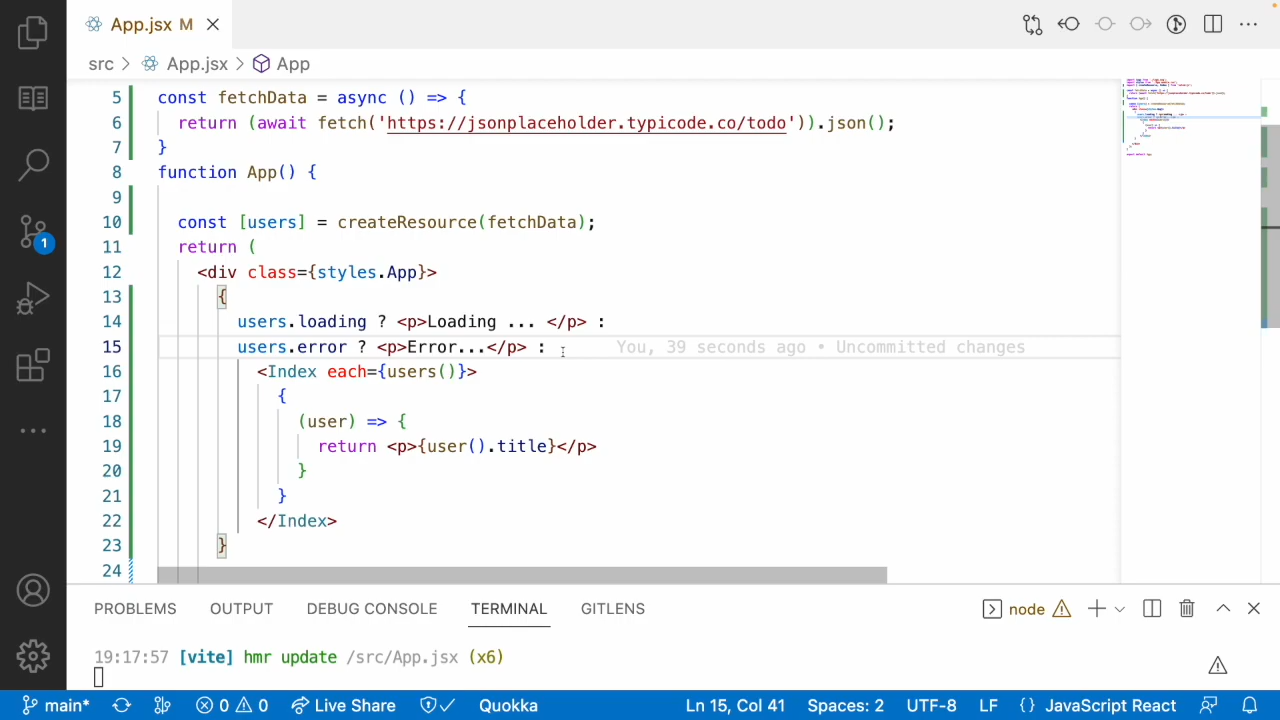 App.jsx M
src > App.jsx > App
5 const fetchData = async () =>
6 return (await fetch('https://jsonplaceholder.typicode.co/todo')).json();
7 }
8 function App() {
9
10 const [users] = createResource(fetchData);
11 return (
12 <div class={styles.App}>
13 {
14 users.loading ? <p>Loading ... </p> :
15 users.error ? <p>Error...</p> : You, 39 seconds ago • Uncommitted changes
16 <Index each={users()}>
17 {
18 (user) => {
19 return <p>{user().title}</p>
20 }
21 }
22 </Index>
23 }
24
PROBLEMS OUTPUT DEBUG CONSOLE TERMINAL GITLENS node
19:17:57 [vite] hmr update /src/App.jsx (x6)
1
main* 0 0 Live Share Quokka Ln 15, Col 41 Spaces: 2 UTF-8 LF {} JavaScript React